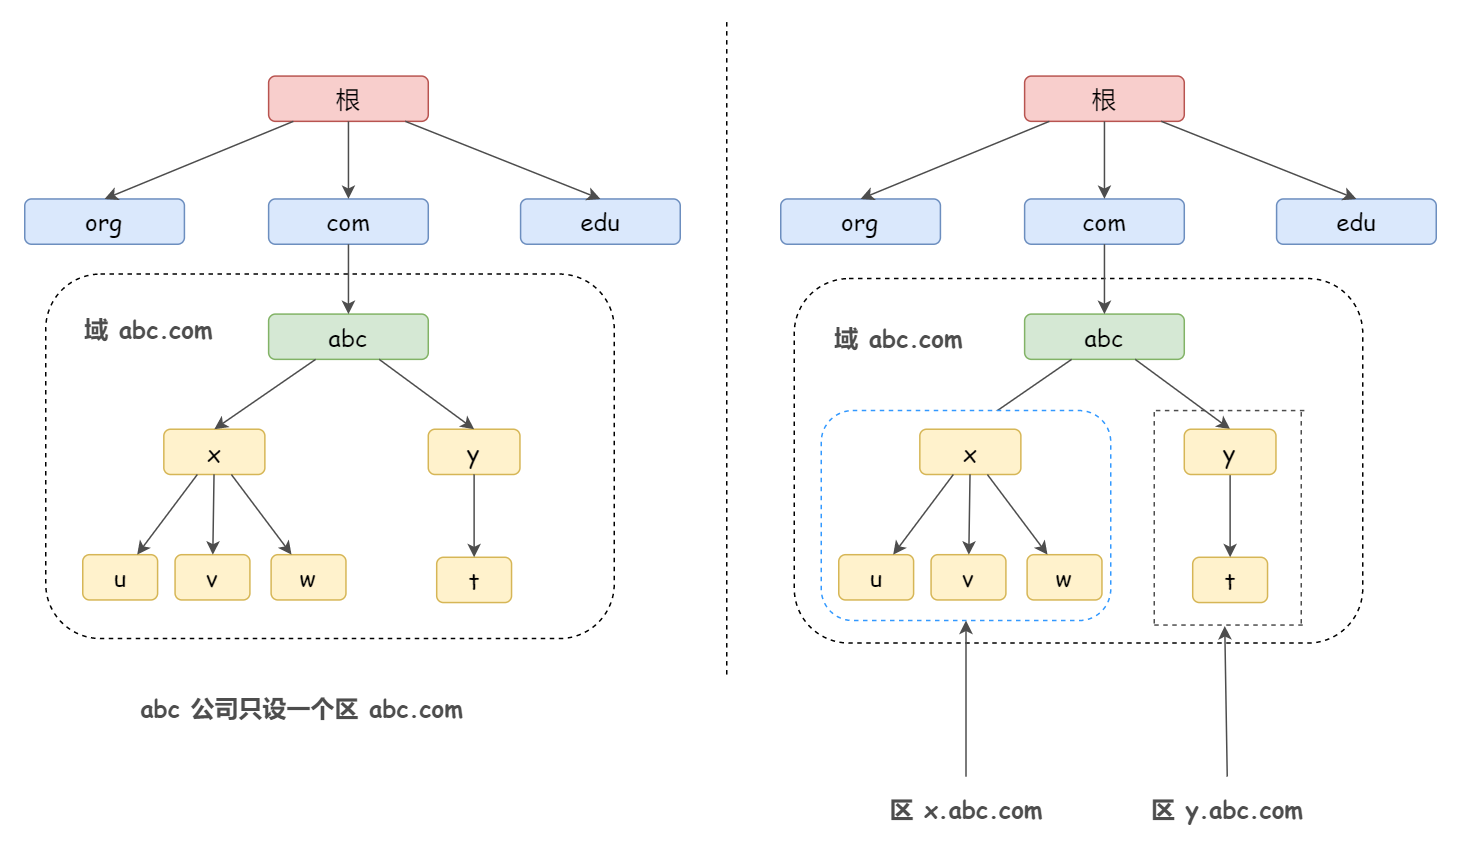 根
org
com
edu
域 abc.com
abc
x
y
u
v
w
t
abc 公司只设一个区 abc.com
根
org
com
edu
域 abc.com
abc
x
y
u
v
w
t
区 x.abc.com
区 y.abc.com